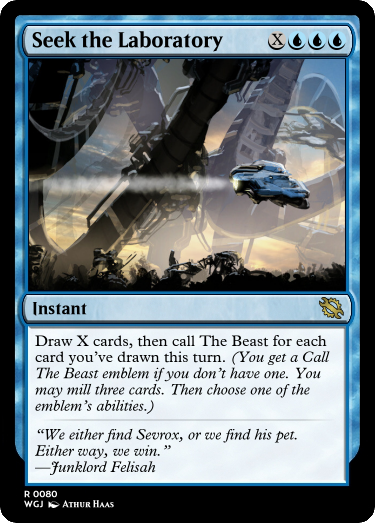 Seek the Laboratory X
Instant
Draw X cards, then call The Beast for each
card you've drawn this turn. (You get a Call
The Beast emblem if you don't have one. You
may mill three cards. Then choose one of the
emblem's abilities.)
“We either find Sevrox, or we find his pet.
Either way, we win.”
—Junklord Felisah
R 0080
WGJ Athur Haas